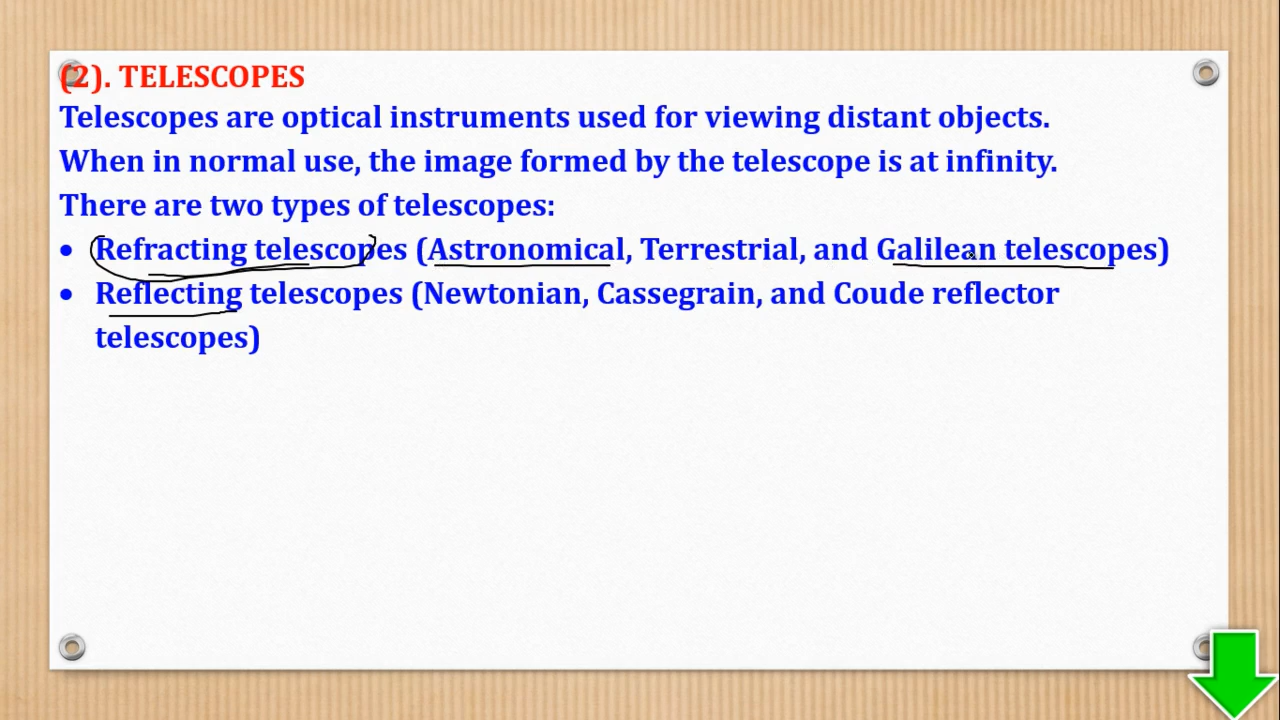 (2). TELESCOPES
Telescopes are optical instruments used for viewing distant objects.
When in normal use, the image formed by the telescope is at infinity.
There are two types of telescopes:
• Refracting telescopes (Astronomical, Terrestrial, and Galilean telescopes)
• Reflecting telescopes (Newtonian, Cassegrain, and Coude reflector
telescopes)